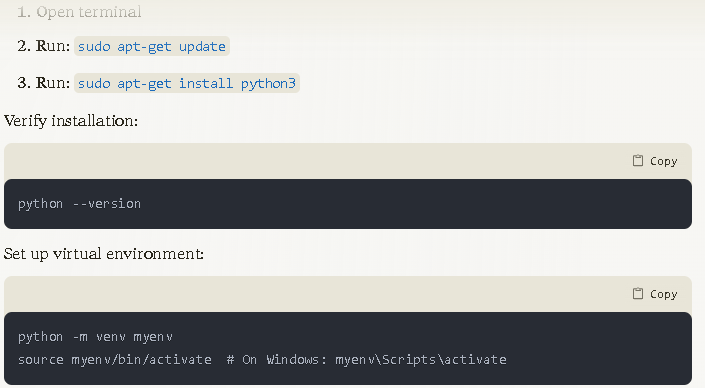 1. Open terminal
2. Run: sudo apt-get update
3. Run: sudo apt-get install python3
Verify installation:
Copy
python --version
Set up virtual environment:
Copy
python -m venv myenv
source myenv/bin/activate  # On Windows: myenv\Scripts\activate